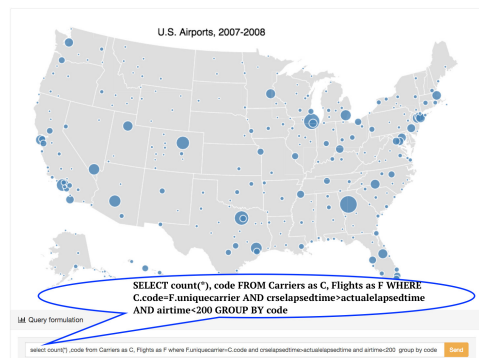 U.S. Airports, 2007-2008
SELECT count(*), code FROM Carriers as C, Flights as F WHERE
C.code=F.uniquecarrier AND crselapsedtime>actualelapsedtime
AND airtime<200 GROUP BY code
Query formulation
select count(*) ,code from Carriers as C, Flights as F where F.uniquecarrier=C.code and crselapsedtime>actualelapsedtime and airtime<200 group by code
Send